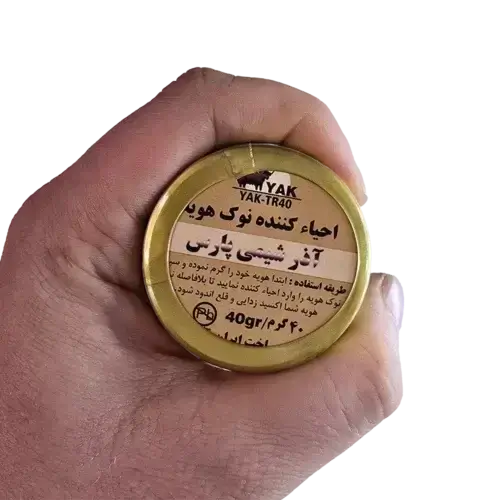 YAK
YAK-TR40
احیاء کننده نوک هویه
آذر شیمی پارس
طریقه استفاده : ابتدا هویه خود را گرم نموده و
نوک هویه را وارد احیاء کننده نمایید تا بلافاصله
هویه شما اکسید زدایی و قلع اندود شود.
۴۰ گرم/40gr Pb